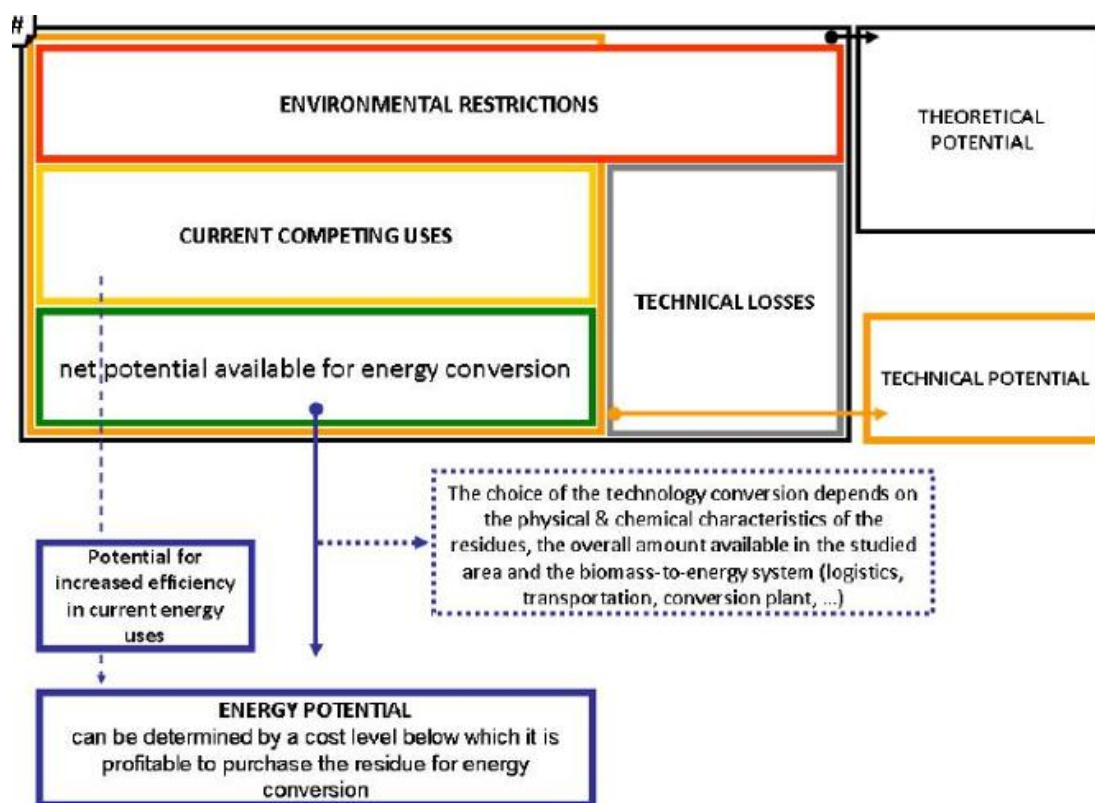 #
ENVIRONMENTAL RESTRICTIONS
THEORETICAL
POTENTIAL
CURRENT COMPETING USES
TECHNICAL LOSSES
net potential available for energy conversion
TECHNICAL POTENTIAL
The choice of the technology conversion depends on
the physical & chemical characteristics of the
residues, the overall amount available in the studied
area and the biomass-to-energy system (logistics,
transportation, conversion plant, ...)
Potential for
increased efficiency
in current energy
uses
ENERGY POTENTIAL
can be determined by a cost level below which it is
profitable to purchase the residue for energy
conversion